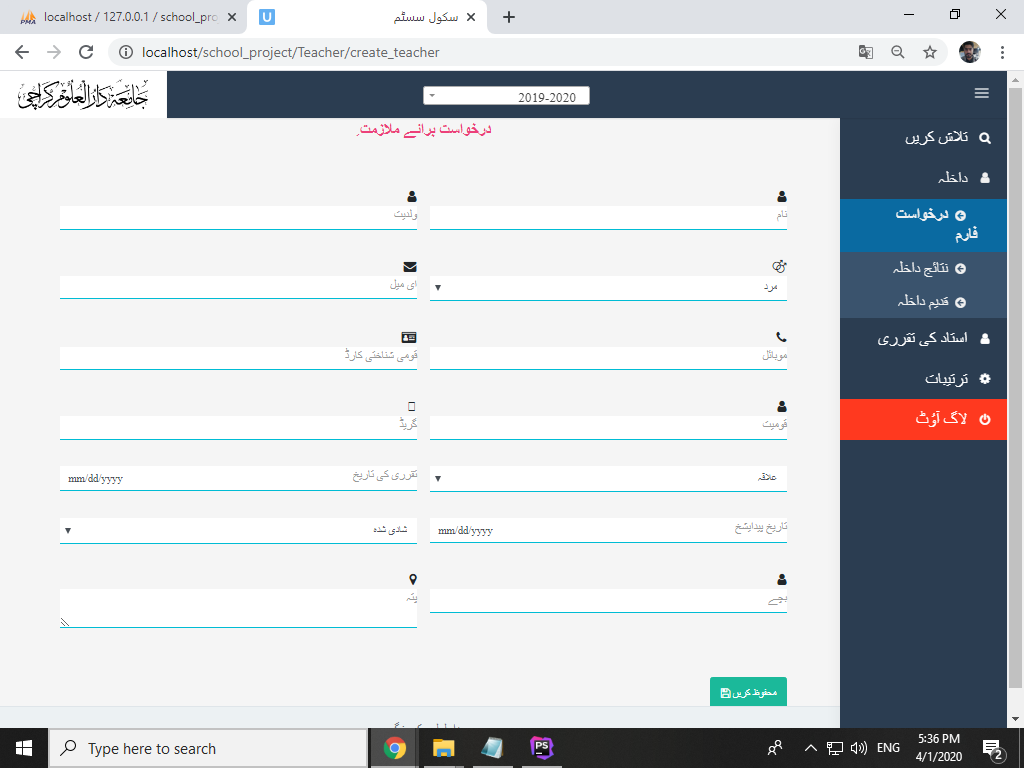 localhost / 127.0.0.1 / school_pro
سکول سسٹم
localhost/school_project/Teacher/create_teacher
جامعۃ دارالعلوم کراچی
2019-2020
درخواست برائے ملازمت۔
تلاش کریں
داخلہ
درخواست
فارم
نتائج داخلہ
قدیم داخلہ
استاد کی تقرری
ترتیبات
لاگ آؤٹ
نام
ولدیت
مرد
ای میل
موبائل
قومی شناختی کارڈ
قومیت
گریڈ
علاقہ
تقرری کی تاریخ
mm/dd/yyyy
تاریخ پیدایشخ
mm/dd/yyyy
شادی شدہ
بچے
پتہ
محفوظ کریں
Type here to search
PS
ENG
5:36 PM
4/1/2020
2